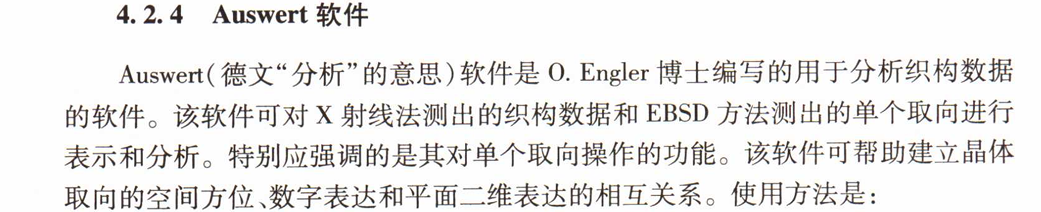 4.2.4 Auswert 软件
Auswert(德文“分析”的意思)软件是 O. Engler 博士编写的用于分析织构数据
的软件。该软件可对 X 射线法测出的织构数据和 EBSD 方法测出的单个取向进行
表示和分析。特别应强调的是其对单个取向操作的功能。该软件可帮助建立晶体
取向的空间方位、数字表达和平面二维表达的相互关系。使用方法是: